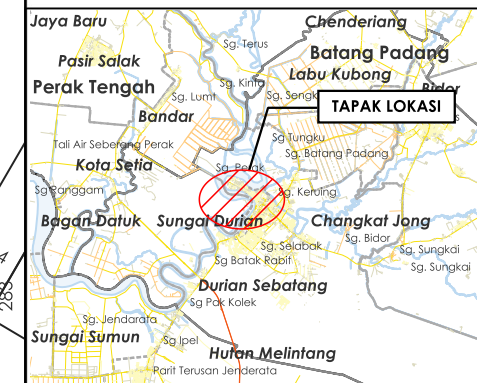 Jaya Baru
Chenderiang
Sg. Terus
Batang Padang
Pasir Salak
Labu Kubong
Sg. Kinta
Perak Tengah
Bidor
Sg. Lumt
TAPAK LOKASI
Bandar
Sg Tungku
Tali Air Seberang Perak
Sg. Batang Padang
Kota Setia
Sg. Perak
Sg Ranggam
Sg. Keruing
Bagan Datuk
Sungai Durian
Changkat Jong
Sg. Bidor
Sg. Selabak
Sg. Sungkai
Sg Batak Rabit
Sg. Sungkai
Durian Sebatang
Sg Pak Kolek
Sg. Jendarata
Sungai Sumun
Sg Ipel
Hutan Melintang
Parit Terusan Jenderata